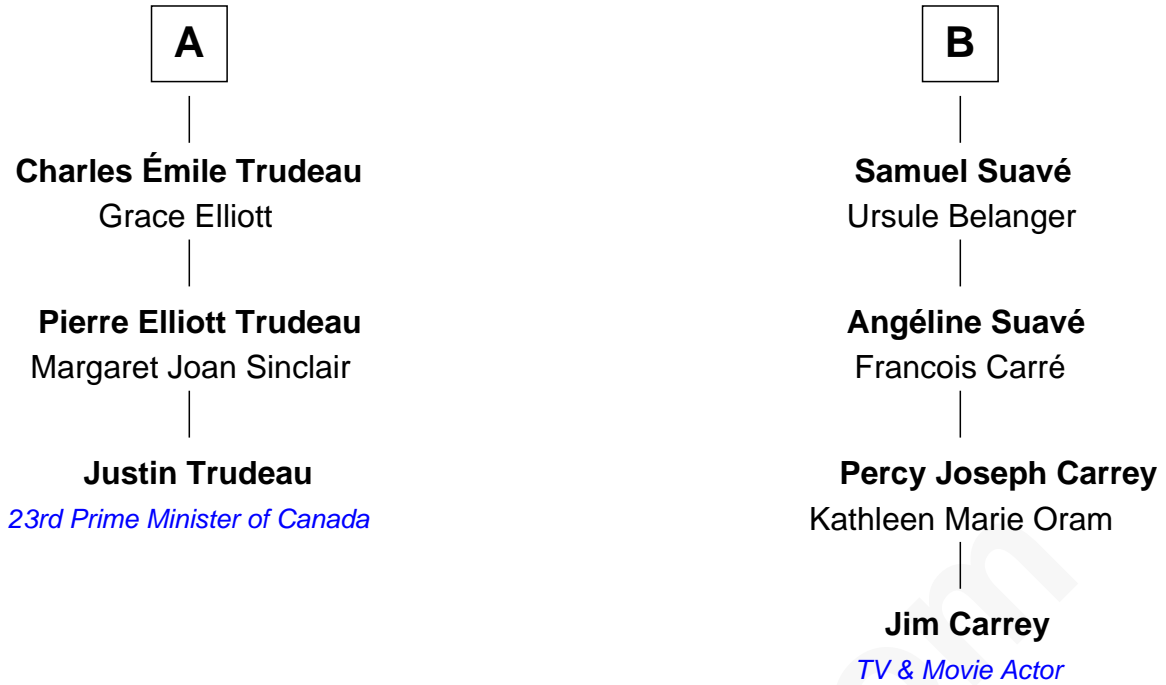 A
Charles Émile Trudeau
Grace Elliott
Pierre Elliott Trudeau
Margaret Joan Sinclair
Justin Trudeau
23rd Prime Minister of Canada
B
Samuel Suavé
Ursule Belanger
Angéline Suavé
Francois Carré
Percy Joseph Carrey
Kathleen Marie Oram
Jim Carrey
TV & Movie Actor